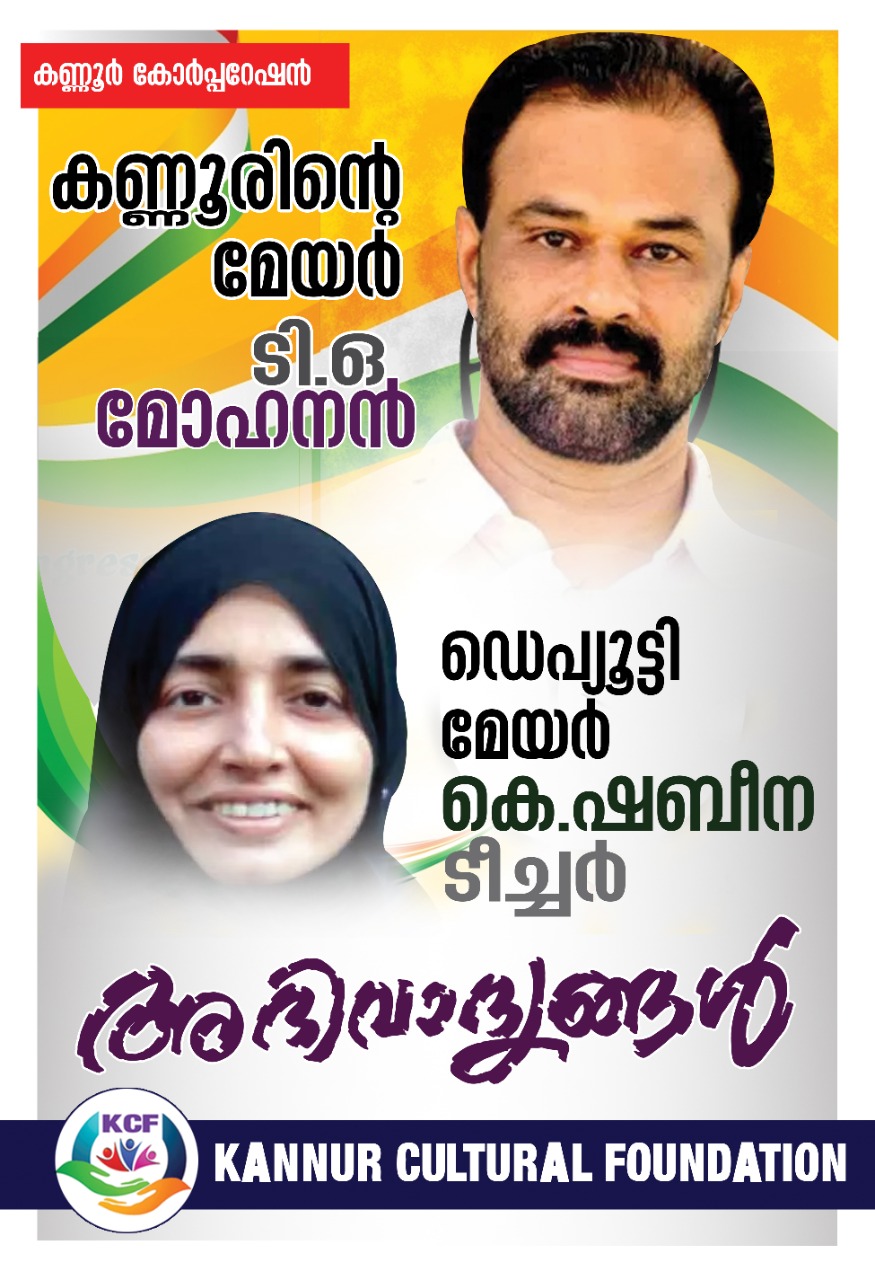 കണ്ണൂർ കോർപ്പറേഷൻ
കണ്ണൂരിന്റെ
മേയർ
ടി.ഒ
മോഹനൻ
ഡെപ്യൂട്ടി
മേയർ
കെ.ഷബീന
ടീച്ചർ
അഭിവാദ്യങ്ങൾ
KCF
KANNUR CULTURAL FOUNDATION